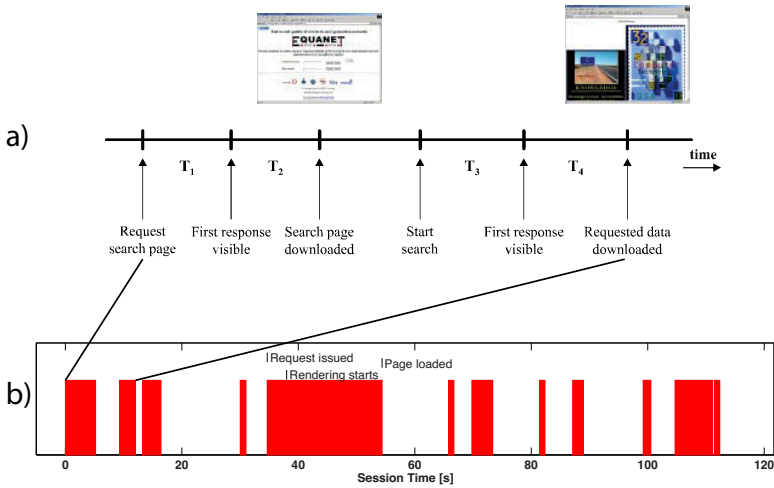 EQUANET
32
KNOWLEDGE
a)
T1
T2
T3
T4
time
Request
search page
First response
visible
Search page
downloaded
Start
search
First response
visible
Requested data
downloaded
b)
Request issued
Rendering starts
Page loaded
0
20
40
60
80
100
120
Session Time [s]